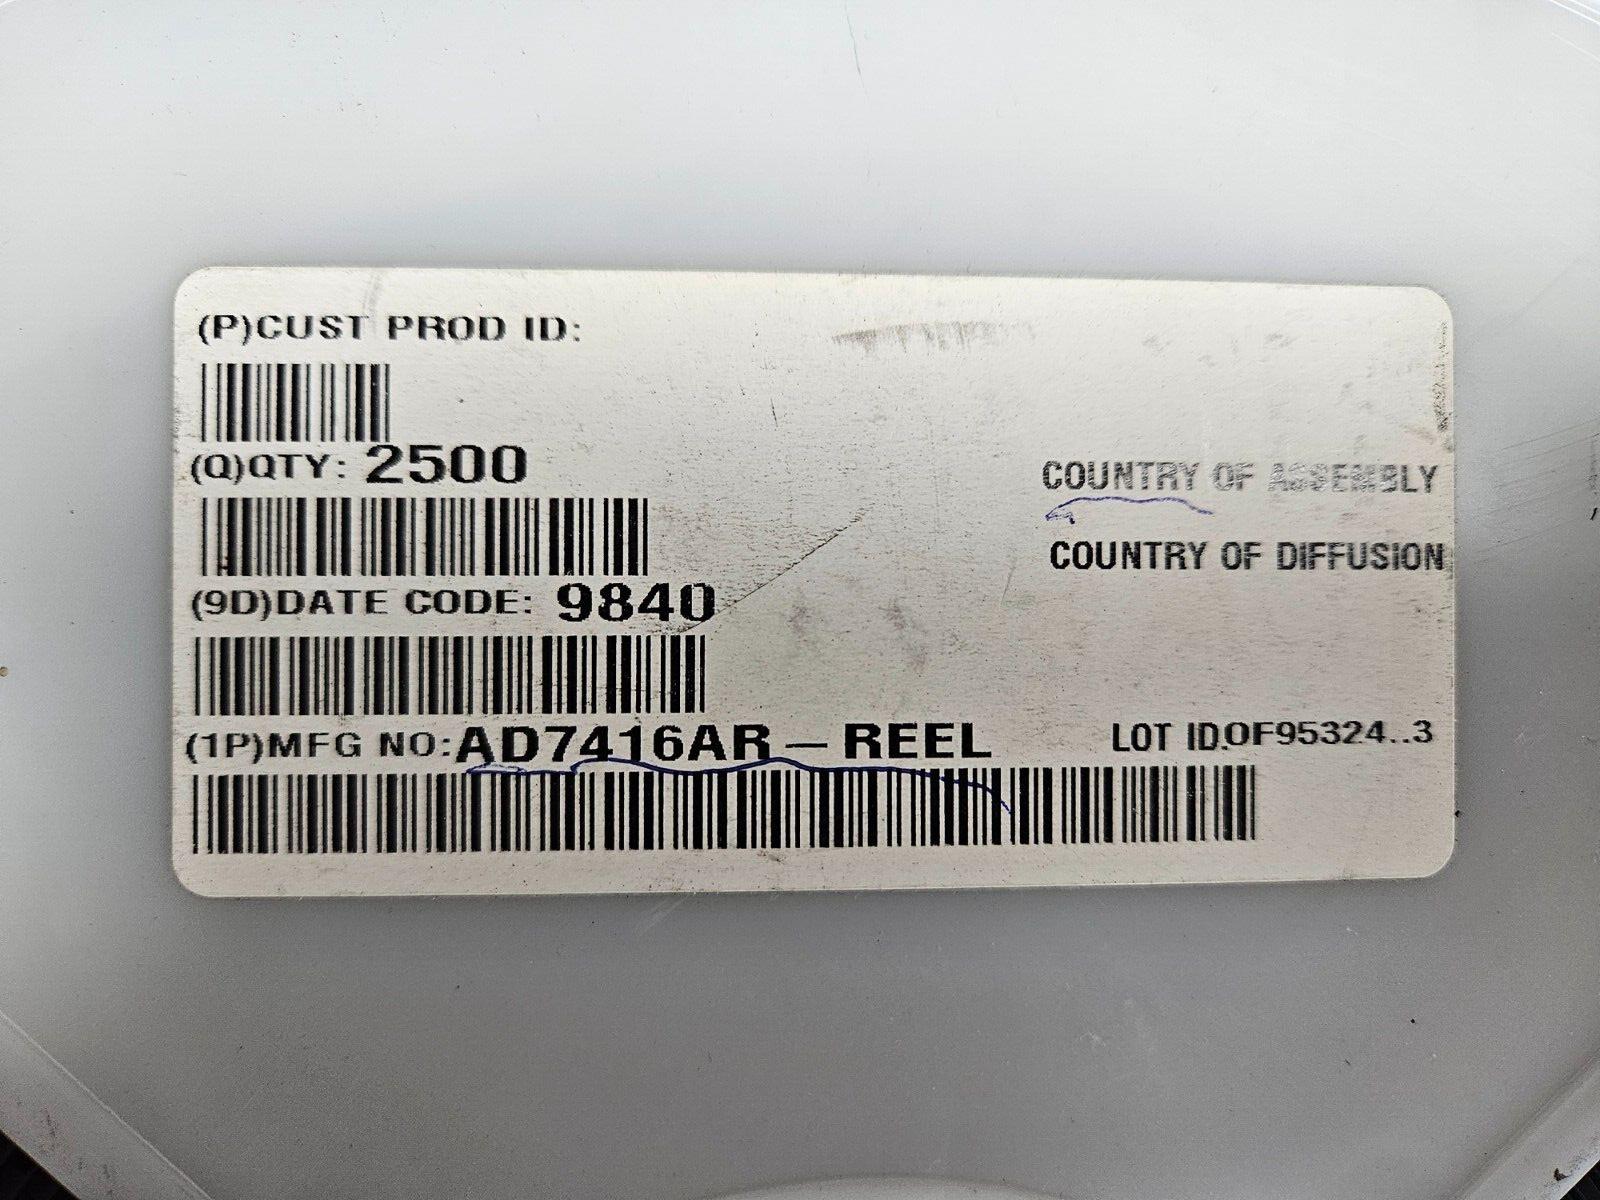 (P)CUST PROD ID:
(Q)QTY: 2500
COUNTRY OF ASSEMBLY
COUNTRY OF DIFFUSION
(9D)DATE CODE: 9840
(1P)MFG NO:AD7416AR-REEL
LOT ID.OF95324..3